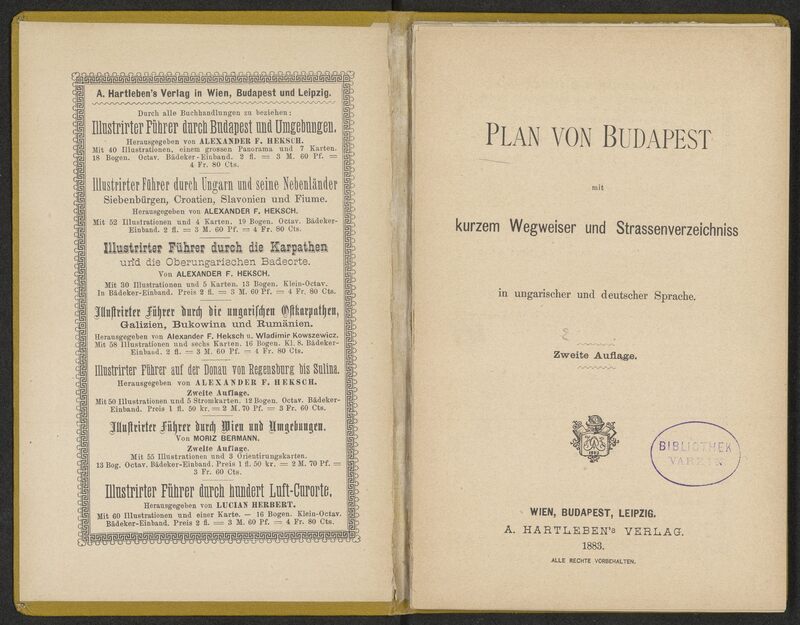 A. Hartleben's Verlag in Wien, Budapest und Leipzig.
Durch alle Buchhandlungen zu beziehen:
Illustrirter Führer durch Budapest und Umgebungen.
Herausgegeben von ALEXANDER F. HEKSCH.
Mit 40 Illustrationen, einem grossen Panorama und 7 Karten.
18 Bogen. Octav. Bädeker-Einband. 2 fl. = 3 M. 60 Pf. =
4 Fr. 80 Cts.
Illustrirter Führer durch Ungarn und seine Nebenländer
Siebenbürgen, Croatien, Slavonien und Fiume.
Herausgegeben von ALEXANDER F. HEKSCH.
Mit 52 Illustrationen und 4 Karten. 19 Bogen. Octav. Bädeker-
Einband. 2 fl. = 3 M. 60 Pf. = 4 Fr. 80 Cts.
Illustrirter Führer durch die Karpathen
und die Oberungarischen Badeorte.
Von ALEXANDER F. HEKSCH.
Mit 30 Illustrationen und 5 Karten. 13 Bogen. Klein-Octav.
In Bädeker-Einband. Preis 2 fl. = 3 M. 60 Pf. = 4 Fr. 80 Cts.
Illustrirter Führer durch die ungarischen Ostkarpathen,
Galizien, Bukowina und Rumänien.
Herausgegeben von Alexander F. Heksch u. Wladimir Kowszewicz.
Mit 58 Illustrationen und sechs Karten. 16 Bogen. Kl. 8. Bädeker-
Einband. 2 fl. = 3 M. 60 Pf. = 4 Fr. 80 Cts.
Illustrirter Führer auf der Donau von Regensburg bis Sulina.
Herausgegeben von ALEXANDER F. HEKSCH.
Zweite Auflage.
Mit 50 Illustrationen und 5 Stromkarten. 12 Bogen. Octav. Bädeker-
Einband. Preis 1 fl. 50 kr. = 2 M. 70 Pf. = 3 Fr. 60 Cts.
Illustrirter Führer durch Wien und Umgebungen.
Von MORIZ BERMANN.
Zweite Auflage.
Mit 55 Illustrationen und 3 Orientirungskarten.
13 Bog. Octav. Bädeker-Einband. Preis 1 fl. 50 kr. = 2 M. 70 Pf. =
3 Fr. 60 Cts.
Illustrirter Führer durch hundert Luft-Curorte.
Herausgegeben von LUCIAN HERBERT.
Mit 60 Illustrationen und einer Karte. — 16 Bogen. Klein-Octav.
Bädeker-Einband. Preis 2 fl. = 3 M. 60 Pf. = 4 Fr. 80 Cts.
PLAN VON BUDAPEST
mit
kurzem Wegweiser und Strassenverzeichniss
in ungarischer und deutscher Sprache.
Zweite Auflage.
BIBLIOTHEK
VARZIN.
WIEN, BUDAPEST, LEIPZIG.
A. HARTLEBEN'S VERLAG.
1883.
ALLE RECHTE VORBEHALTEN.